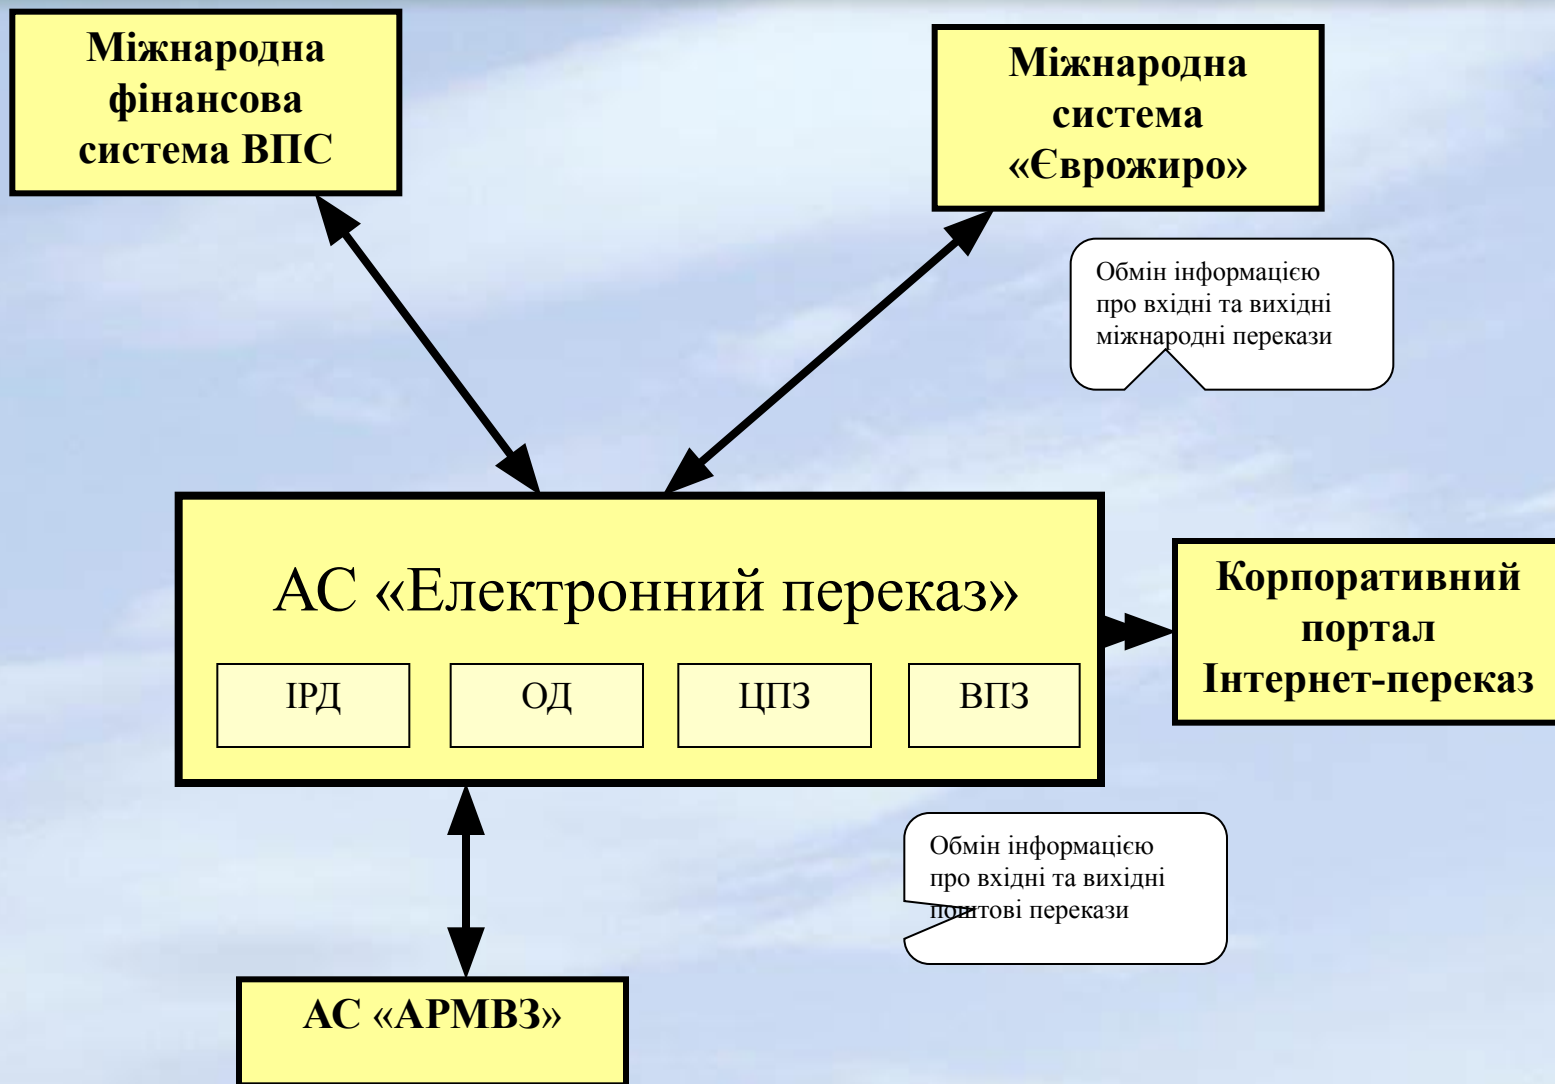 Міжнародна
фінансова
система ВПС
Міжнародна
система
«Єврожиро»
Обмін інформацією
про вхідні та вихідні
міжнародні перекази
АС «Електронний переказ»
ІРД
ОД
ЦПЗ
ВПЗ
Корпоративний
портал
Інтернет-переказ
Обмін інформацією
про вхідні та вихідні
поштові перекази
АС «АРМВЗ»